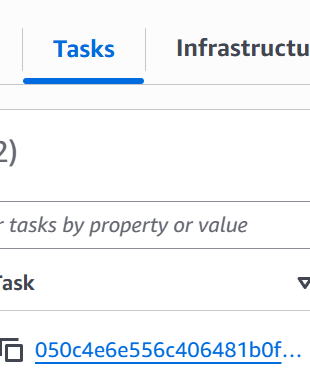 Tasks Infrastructu
2)
r tasks by property or value
Task
050c4e6e556c406481b0f...